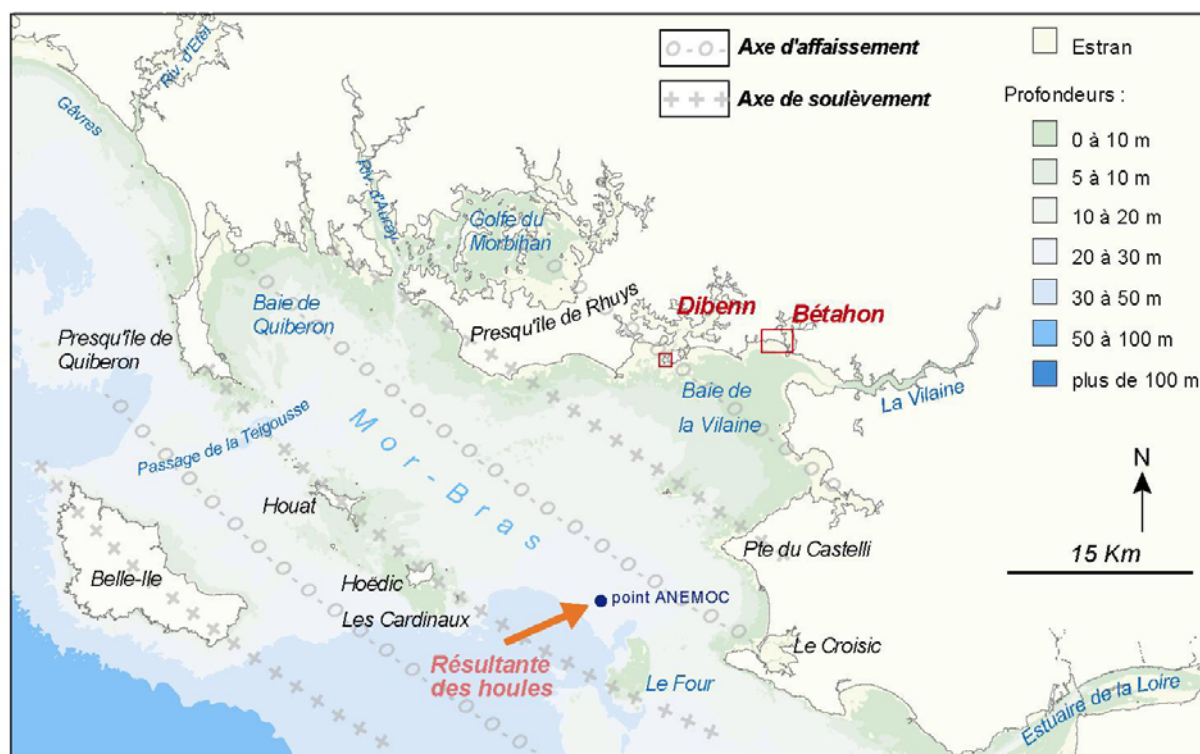 Axe d'affaissement
Axe de soulèvement
Estran
Profondeurs :
0 à 10 m
5 à 10 m
10 à 20 m
20 à 30 m
30 à 50 m
50 à 100 m
plus de 100 m
Riv. d'Etel
Gâvres
Riv. d'Auray
Golfe du
Morbihan
Baie de
Quiberon
Presqu'île de Rhuys
Dibenn
Bétahon
Presqu'île de
Quiberon
Baie de
la Vilaine
La Vilaine
Passage de la Teigousse
Mor-Bras
N
15 Km
Houat
Pte du Castelli
Belle-Ile
Hoëdic
Les Cardinaux
point ANEMOC
Le Croisic
Résultante
des houles
Le Four
Estuaire de la Loire